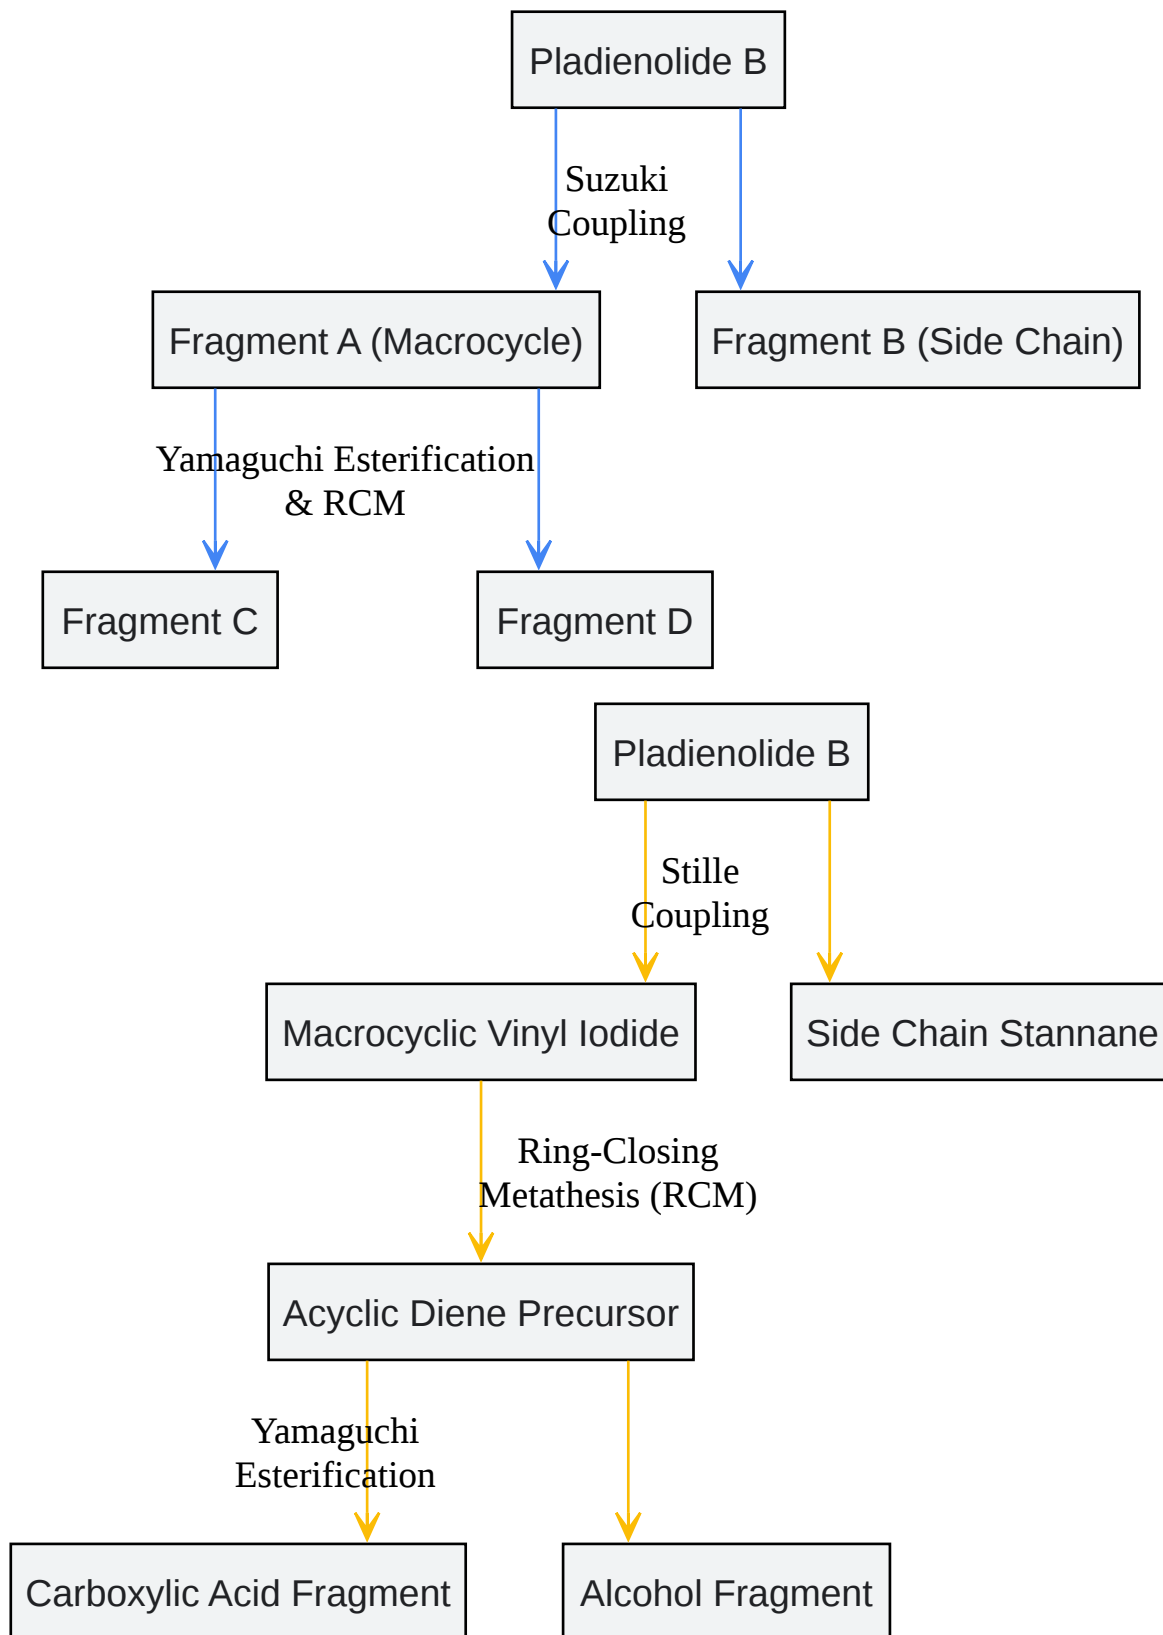 Pladienolide B
Suzuki
Coupling
Fragment A (Macrocycle)
Fragment B (Side Chain)
Yamaguchi Esterification
& RCM
Fragment C
Fragment D
Pladienolide B
Stille
Coupling
Macrocyclic Vinyl Iodide
Side Chain Stannane
Ring-Closing
Metathesis (RCM)
Acyclic Diene Precursor
Yamaguchi
Esterification
Carboxylic Acid Fragment
Alcohol Fragment